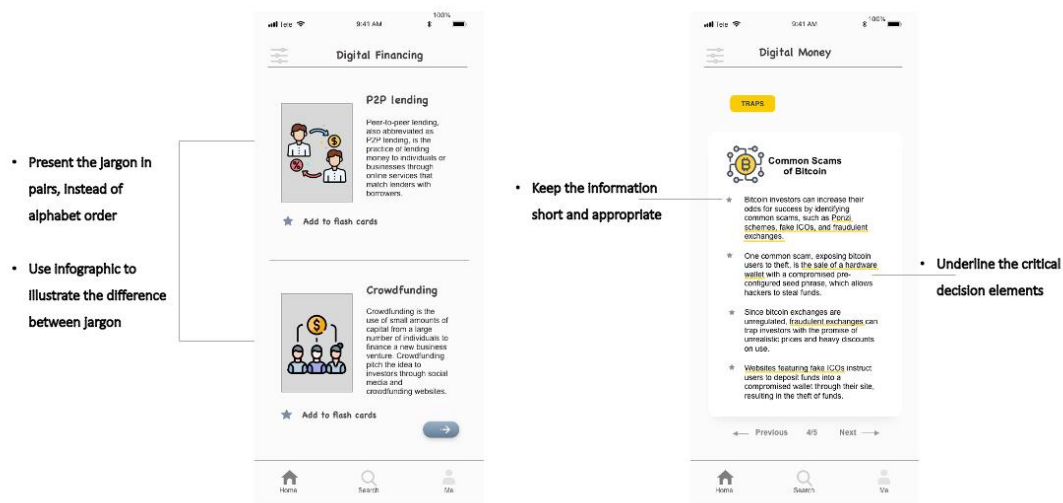 Tele 9:41 AM 100%
Digital Financing
P2P lending
Peer-to-peer lending,
also abbreviated as
P2P lending, is the
practice of lending
money to individuals or
businesses through
online services that
match lenders with
borrowers.
Add to flash cards
Crowdfunding
Crowdfunding is the
use of small amounts of
capital from a large
number of individuals to
finance a new business
venture. Crowdfunding
pitch the idea to
investors through social
media and
crowdfunding websites.
Add to flash cards
Home Search Me
• Present the jargon in
pairs, instead of
alphabet order
• Use infographic to
illustrate the difference
between jargon
Tele 9:41 AM 100%
Digital Money
TRAPS
Common Scams
of Bitcoin
Bitcoin investors can increase their
odds for success by identifying
common scams, such as Ponzi
schemes, fake ICOs, and fraudulent
exchanges.
One common scam, exposing bitcoin
users to theft, is the sale of a hardware
wallet with a compromised pre-
configured seed phrase, which allows
hackers to steal funds.
Since bitcoin exchanges are
unregulated, fraudulent exchanges can
trap investors with the promise of
unrealistic prices and heavy discounts
on use.
Websites featuring fake ICOs instruct
users to deposit funds into a
compromised wallet through their site,
resulting in the theft of funds.
Previous 4/5 Next
Home Search Me
• Keep the information
short and appropriate
• Underline the critical
decision elements